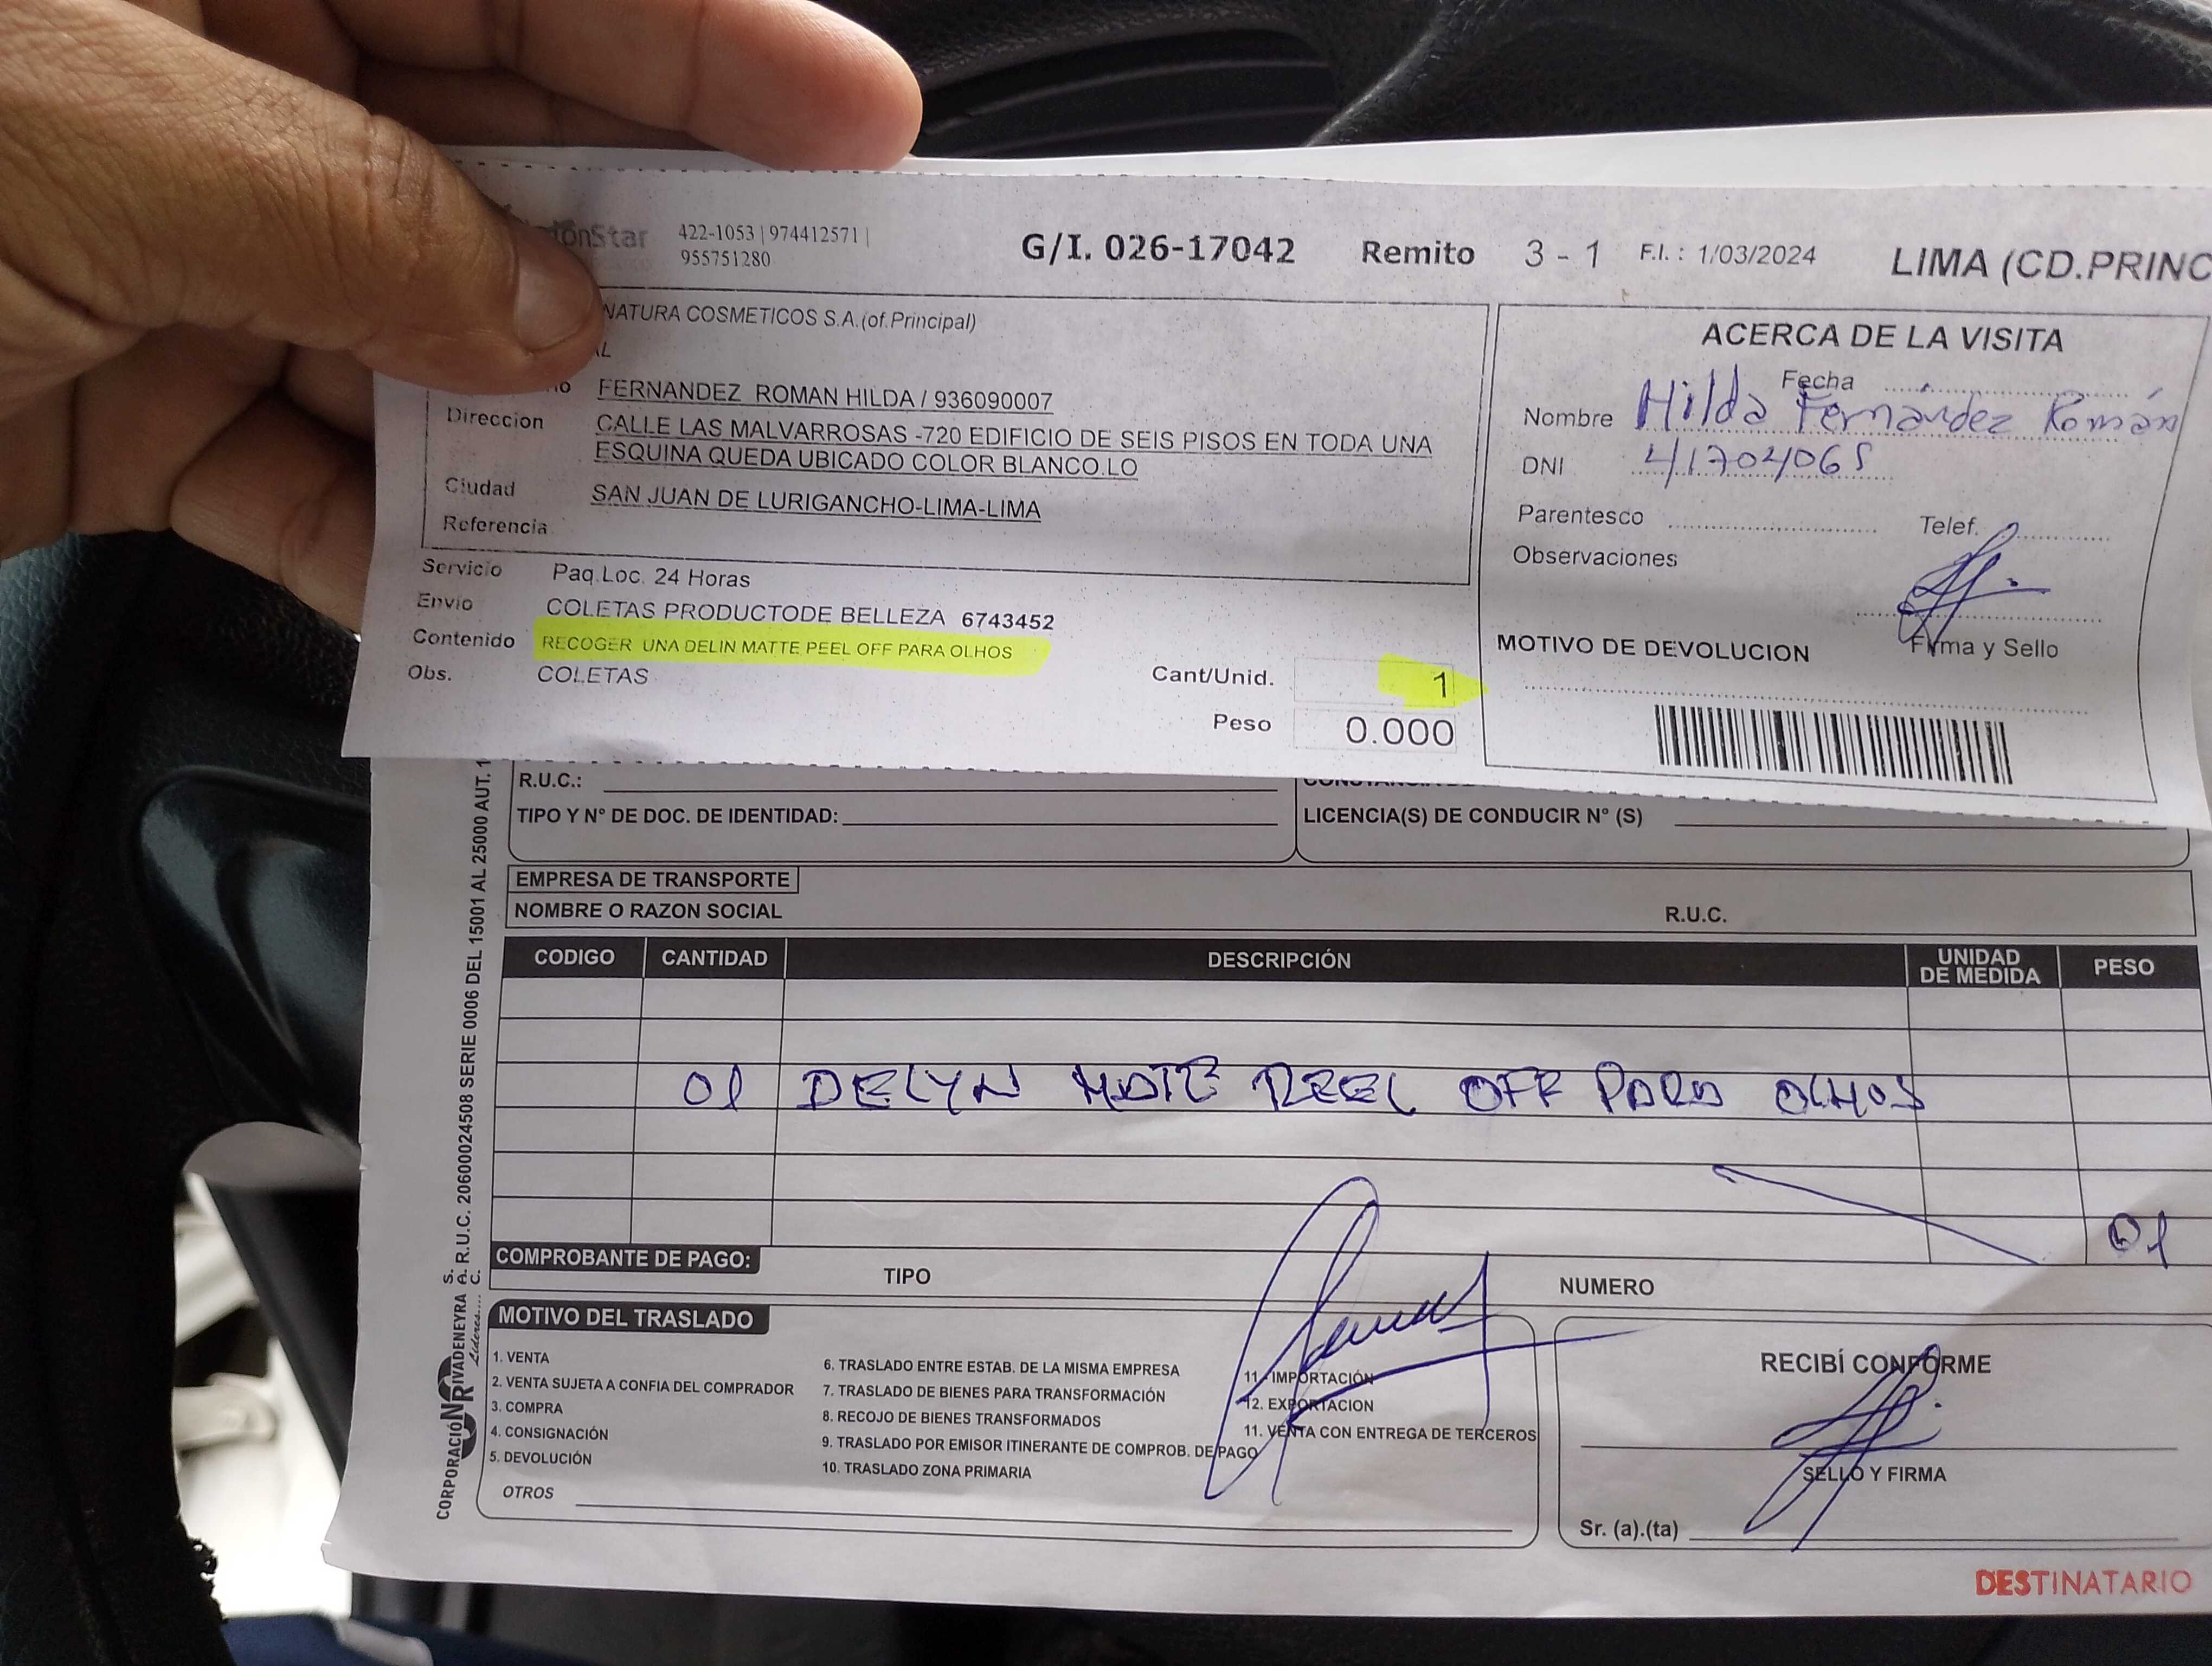 ónStar 422-1053 | 974412571 |
955751280
G/I. 026-17042 Remito 3 - 1 F.I. : 1/03/2024 LIMA (CD.PRINC
NATURA COSMETICOS S.A.(of.Principal)
AL
FERNANDEZ ROMAN HILDA / 936090007
Direccion CALLE LAS MALVARROSAS -720 EDIFICIO DE SEIS PISOS EN TODA UNA
ESQUINA QUEDA UBICADO COLOR BLANCO.LO
Ciudad SAN JUAN DE LURIGANCHO-LIMA-LIMA
Referencia
Servicio Paq.Loc. 24 Horas
Envio COLETAS PRODUCTODE BELLEZA 6743452
Contenido RECOGER UNA DELIN MATTE PEEL OFF PARA OLHOS
Obs. COLETAS
Cant/Unid. 1
Peso 0.000
ACERCA DE LA VISITA
Fecha
Nombre Hilda Fernández Román
DNI 41704065
Parentesco Telef.
Observaciones
Firma y Sello
MOTIVO DE DEVOLUCION
R.U.C.:
TIPO Y N° DE DOC. DE IDENTIDAD:
LICENCIA(S) DE CONDUCIR N° (S)
EMPRESA DE TRANSPORTE
NOMBRE O RAZON SOCIAL R.U.C.
CODIGO CANTIDAD DESCRIPCIÓN UNIDAD DE MEDIDA PESO
01 DELYN MATE PEEL OFF PARA OLHOS
01
COMPROBANTE DE PAGO: TIPO NUMERO
MOTIVO DEL TRASLADO
1. VENTA
2. VENTA SUJETA A CONFIA DEL COMPRADOR
3. COMPRA
4. CONSIGNACIÓN
5. DEVOLUCIÓN
6. TRASLADO ENTRE ESTAB. DE LA MISMA EMPRESA
7. TRASLADO DE BIENES PARA TRANSFORMACIÓN
8. RECOJO DE BIENES TRANSFORMADOS
9. TRASLADO POR EMISOR ITINERANTE DE COMPROB. DE PAGO
10. TRASLADO ZONA PRIMARIA
11. IMPORTACIÓN
12. EXPORTACION
11. VENTA CON ENTREGA DE TERCEROS
OTROS
RECIBÍ CONFORME
SELLO Y FIRMA
Sr. (a).(ta)
DESTINATARIO
CORPORACIÓN RIVADENEYRA S.A.C. R.U.C. 20600024508 SERIE 0006 DEL 15001 AL 25000 AUT. 1
Líderes....